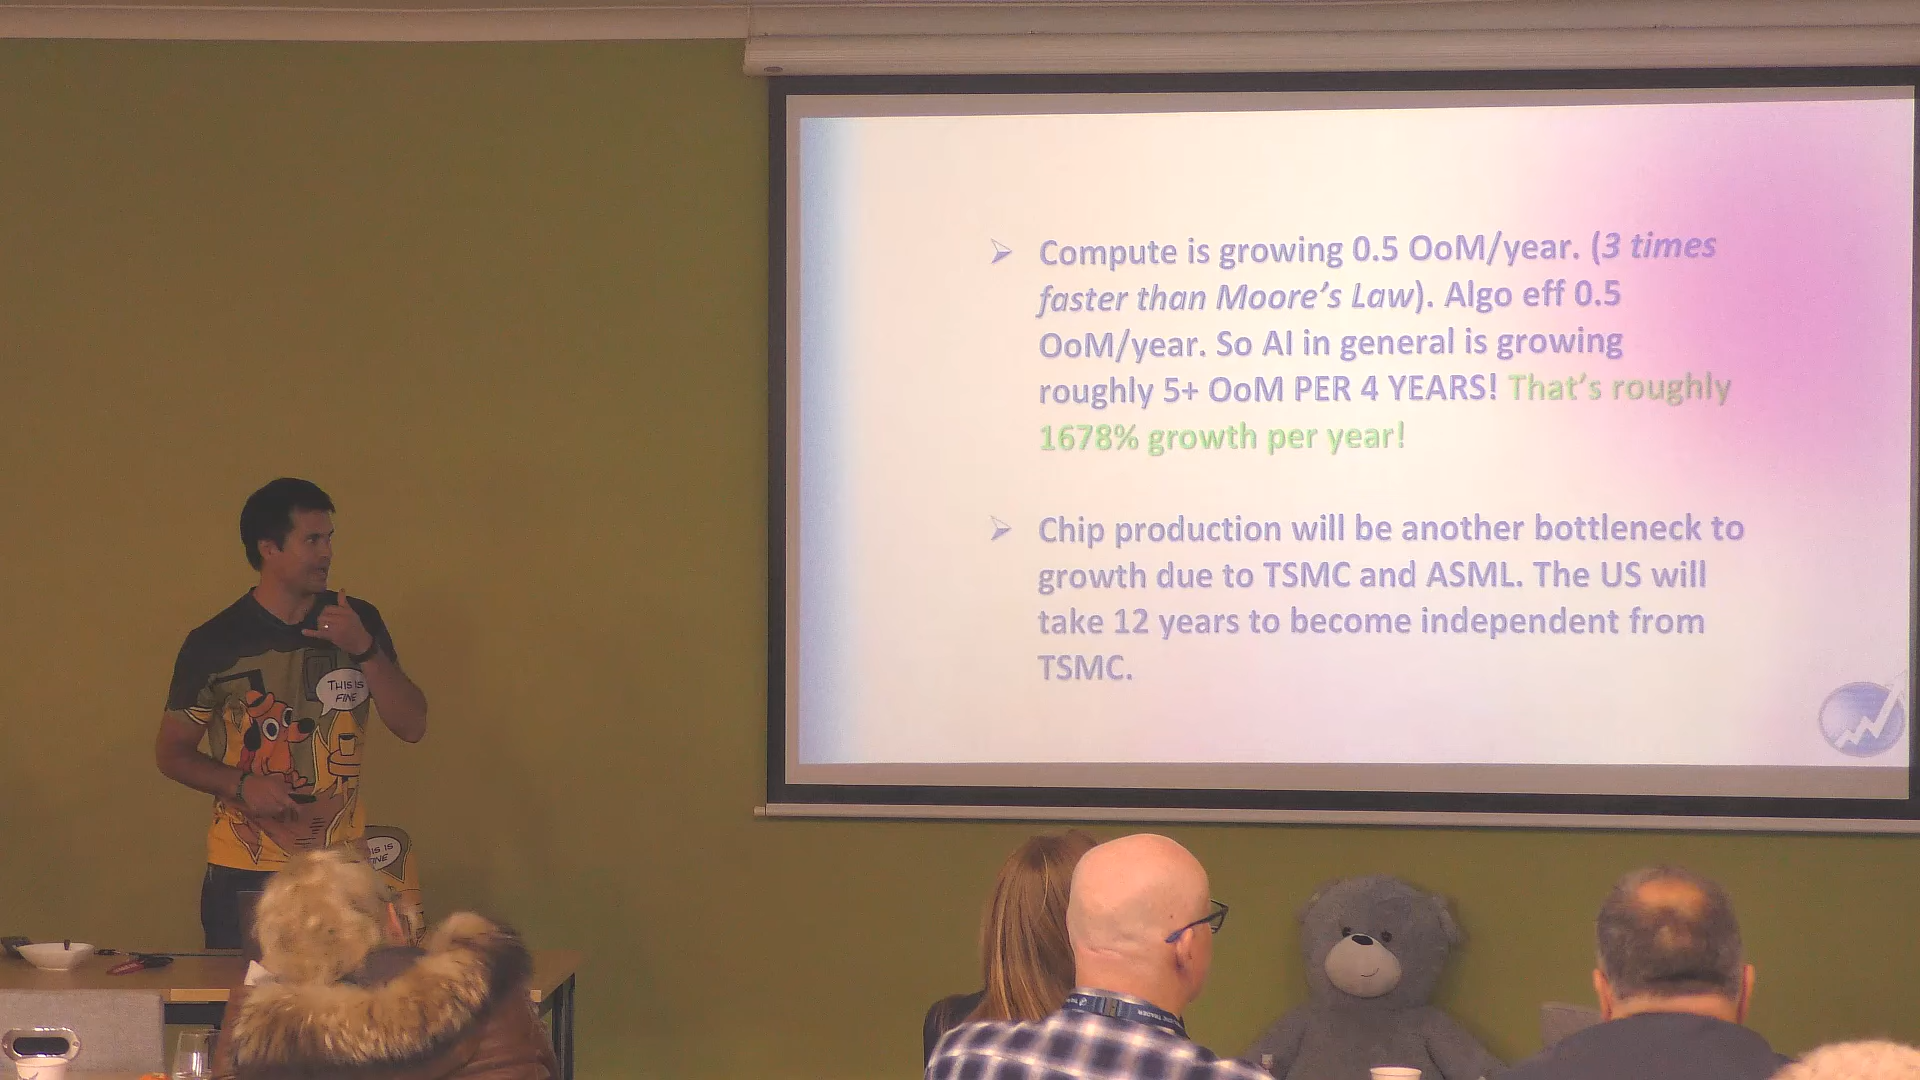 Compute is growing 0.5 OoM/year. (3 times
faster than Moore's Law). Algo eff 0.5
OoM/year. So AI in general is growing
roughly 5+ OoM PER 4 YEARS! That's roughly
1678% growth per year!
Chip production will be another bottleneck to
growth due to TSMC and ASML. The US will
take 12 years to become independent from
TSMC.
THIS IS
FINE
IS IS
FINE